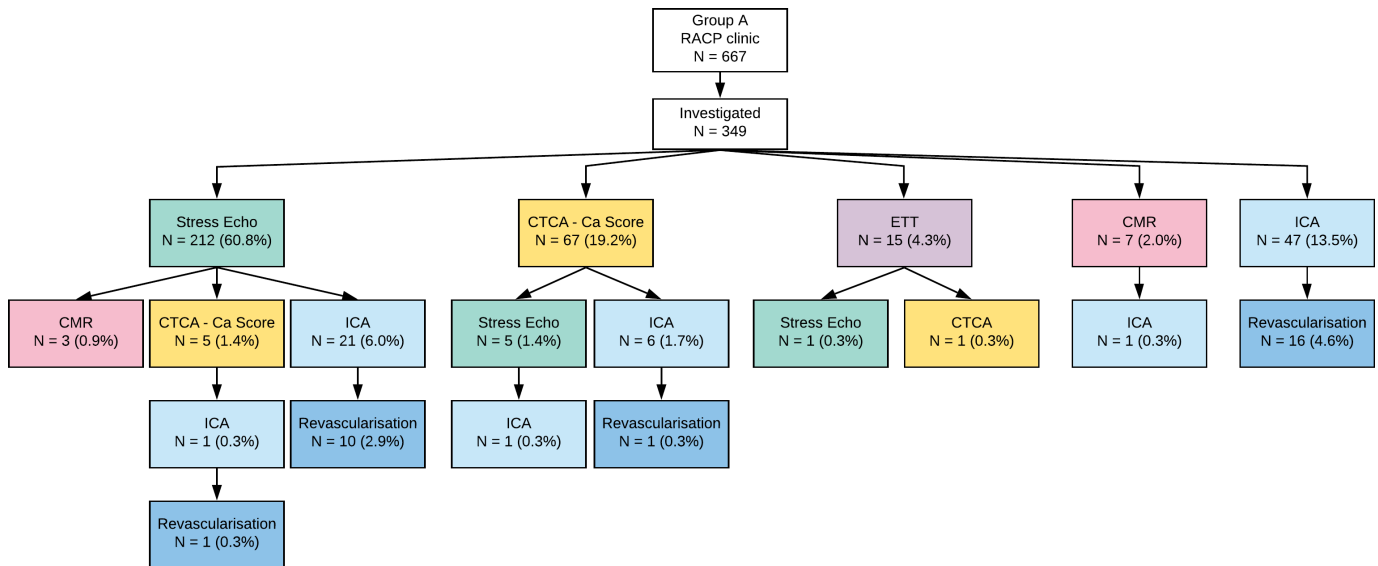 Group A
RACP clinic
N = 667
Investigated
N = 349
Stress Echo
N = 212 (60.8%)
CTCA - Ca Score
N = 67 (19.2%)
ETT
N = 15 (4.3%)
CMR
N = 7 (2.0%)
ICA
N = 47 (13.5%)
CMR
N = 3 (0.9%)
CTCA - Ca Score
N = 5 (1.4%)
ICA
N = 21 (6.0%)
Stress Echo
N = 5 (1.4%)
ICA
N = 6 (1.7%)
Stress Echo
N = 1 (0.3%)
CTCA
N = 1 (0.3%)
ICA
N = 1 (0.3%)
Revascularisation
N = 16 (4.6%)
ICA
N = 1 (0.3%)
Revascularisation
N = 10 (2.9%)
ICA
N = 1 (0.3%)
Revascularisation
N = 1 (0.3%)
Revascularisation
N = 1 (0.3%)